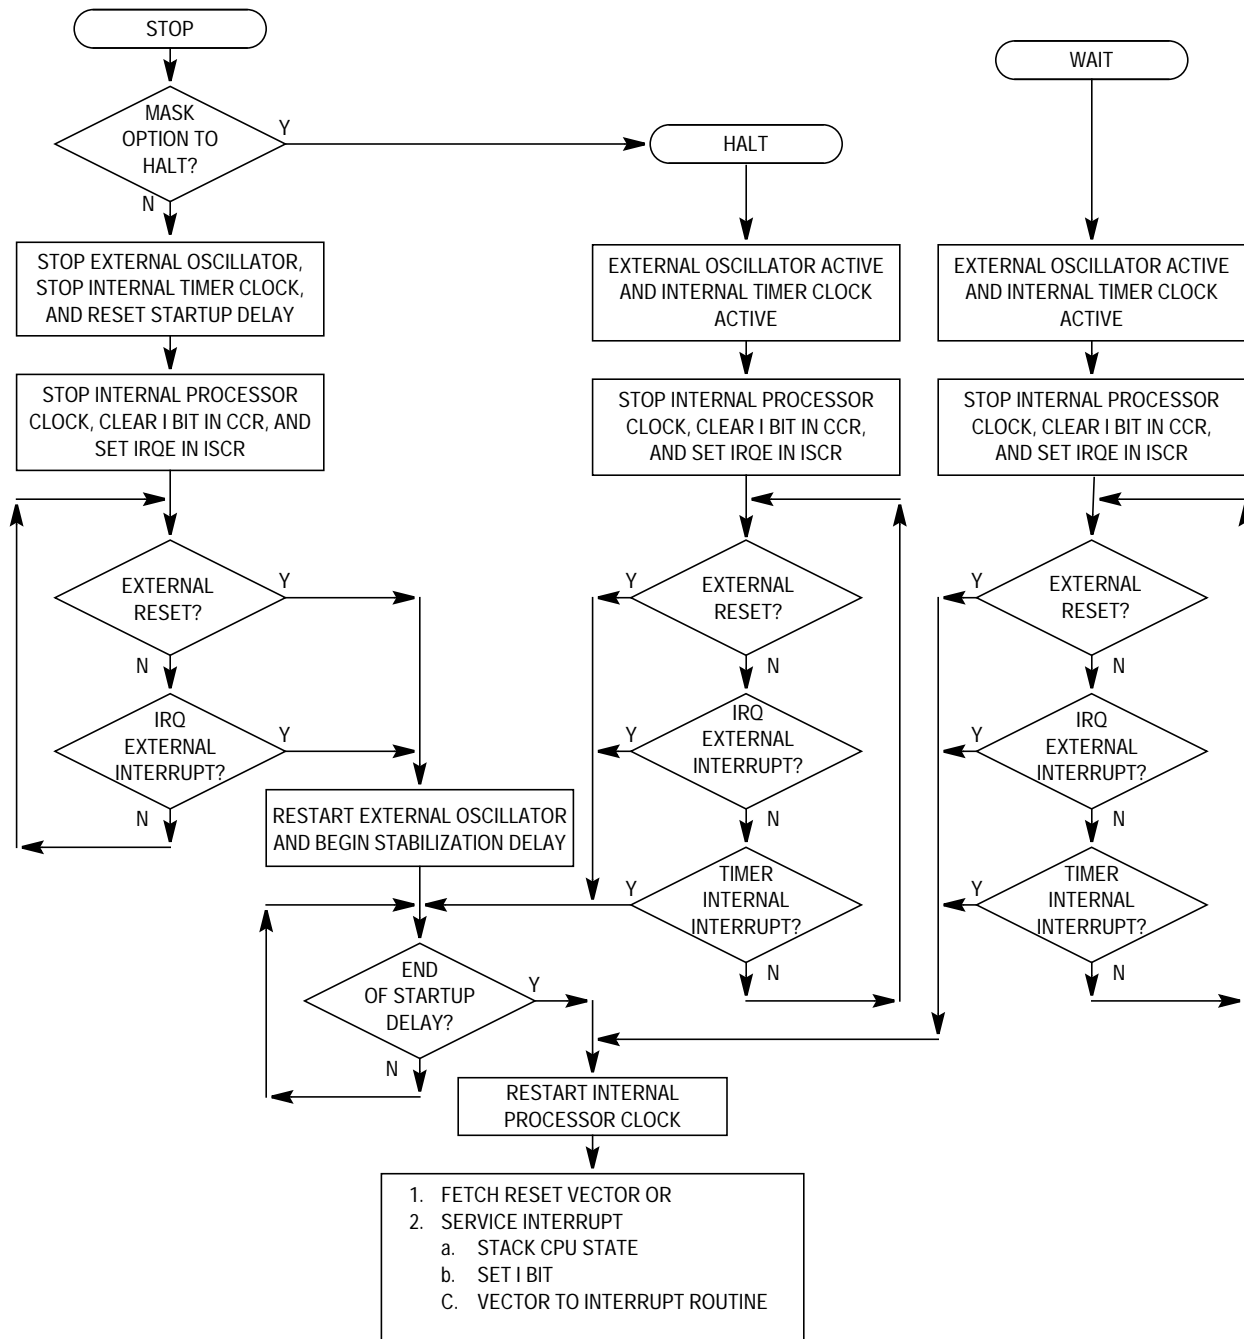 STOP
WAIT
MASK
OPTION TO
HALT?
Y
N
HALT
STOP EXTERNAL OSCILLATOR,
STOP INTERNAL TIMER CLOCK,
AND RESET STARTUP DELAY
EXTERNAL OSCILLATOR ACTIVE
AND INTERNAL TIMER CLOCK
ACTIVE
EXTERNAL OSCILLATOR ACTIVE
AND INTERNAL TIMER CLOCK
ACTIVE
STOP INTERNAL PROCESSOR
CLOCK, CLEAR I BIT IN CCR, AND
SET IRQE IN ISCR
STOP INTERNAL PROCESSOR
CLOCK, CLEAR I BIT IN CCR,
AND SET IRQE IN ISCR
STOP INTERNAL PROCESSOR
CLOCK, CLEAR I BIT IN CCR,
AND SET IRQE IN ISCR
EXTERNAL
RESET?
Y
N
Y
EXTERNAL
RESET?
N
Y
EXTERNAL
RESET?
N
IRQ
EXTERNAL
INTERRUPT?
Y
N
Y
IRQ
EXTERNAL
INTERRUPT?
N
Y
IRQ
EXTERNAL
INTERRUPT?
N
RESTART EXTERNAL OSCILLATOR
AND BEGIN STABILIZATION DELAY
Y
TIMER
INTERNAL
INTERRUPT?
N
Y
TIMER
INTERNAL
INTERRUPT?
N
END
OF STARTUP
DELAY?
Y
N
RESTART INTERNAL
PROCESSOR CLOCK
1. FETCH RESET VECTOR OR
2. SERVICE INTERRUPT
a. STACK CPU STATE
b. SET I BIT
C. VECTOR TO INTERRUPT ROUTINE